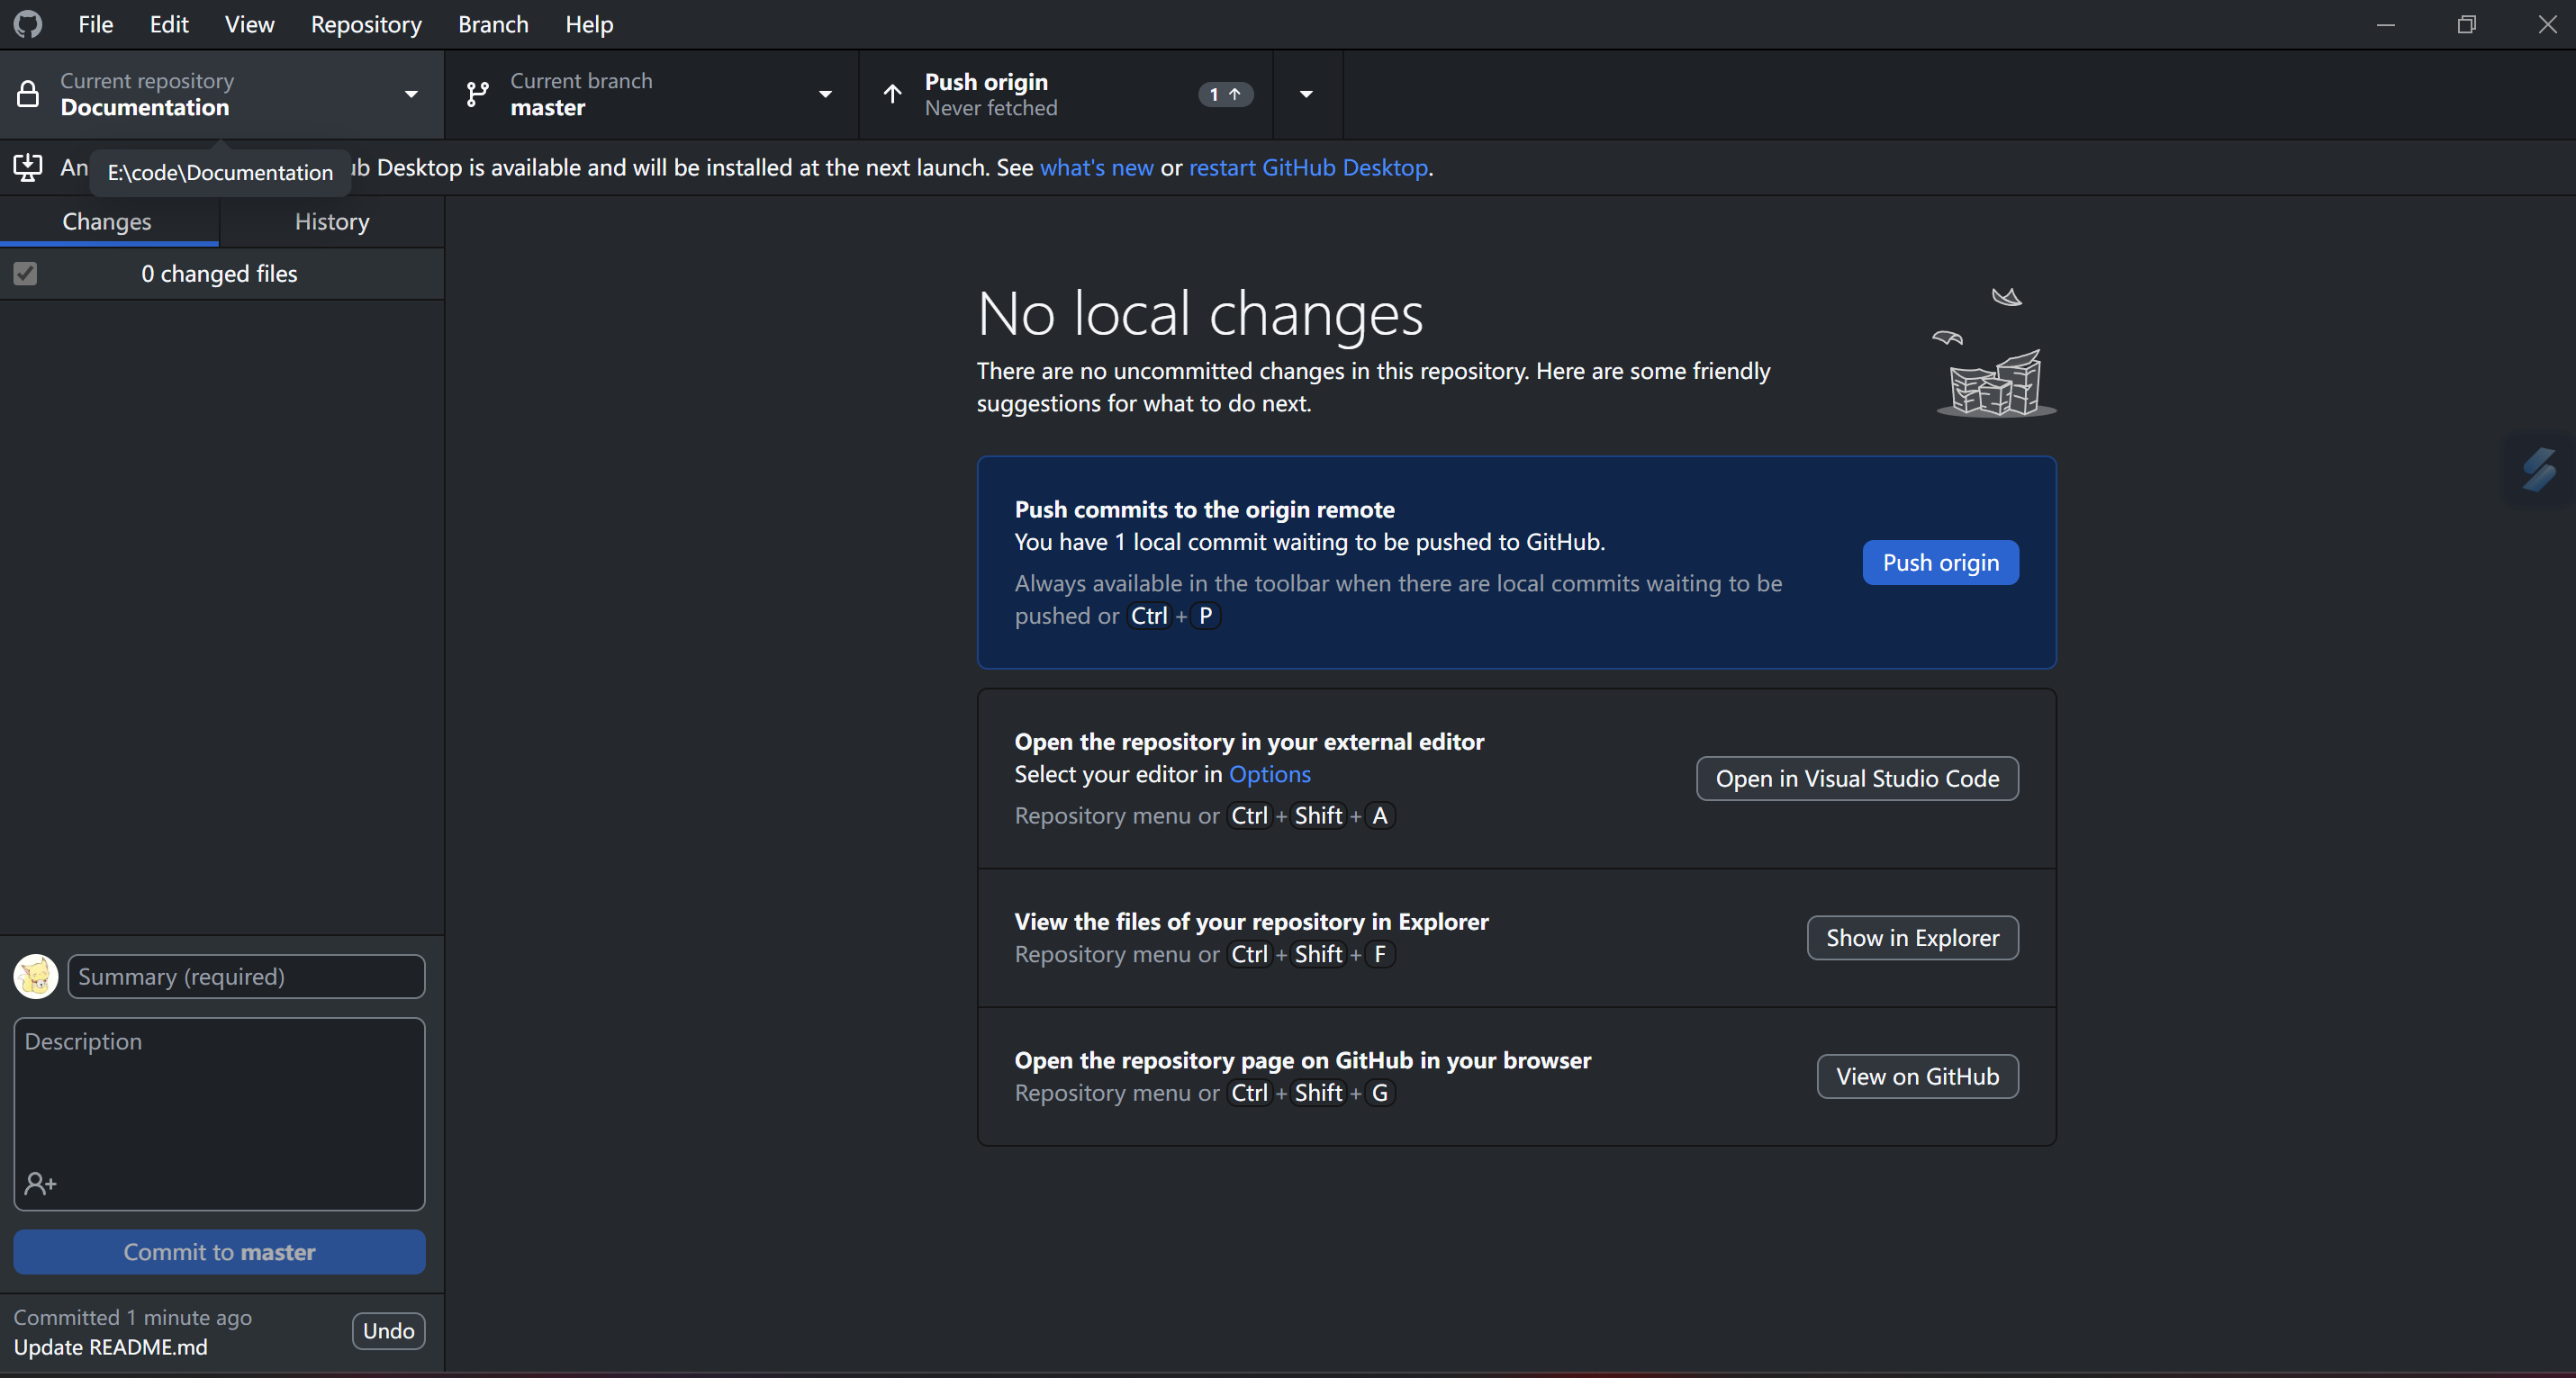 File Edit View Repository Branch Help
Current repository
Documentation
Current branch
master
Push origin
Never fetched
1
An
E:\code\Documentation
ub Desktop is available and will be installed at the next launch. See what's new or restart GitHub Desktop.
Changes
History
0 changed files
No local changes
There are no uncommitted changes in this repository. Here are some friendly
suggestions for what to do next.
Push commits to the origin remote
You have 1 local commit waiting to be pushed to GitHub.
Always available in the toolbar when there are local commits waiting to be
pushed or Ctrl + P
Push origin
Open the repository in your external editor
Select your editor in Options
Repository menu or Ctrl + Shift + A
Open in Visual Studio Code
View the files of your repository in Explorer
Repository menu or Ctrl + Shift + F
Show in Explorer
Open the repository page on GitHub in your browser
Repository menu or Ctrl + Shift + G
View on GitHub
Summary (required)
Description
Commit to master
Committed 1 minute ago
Update README.md
Undo